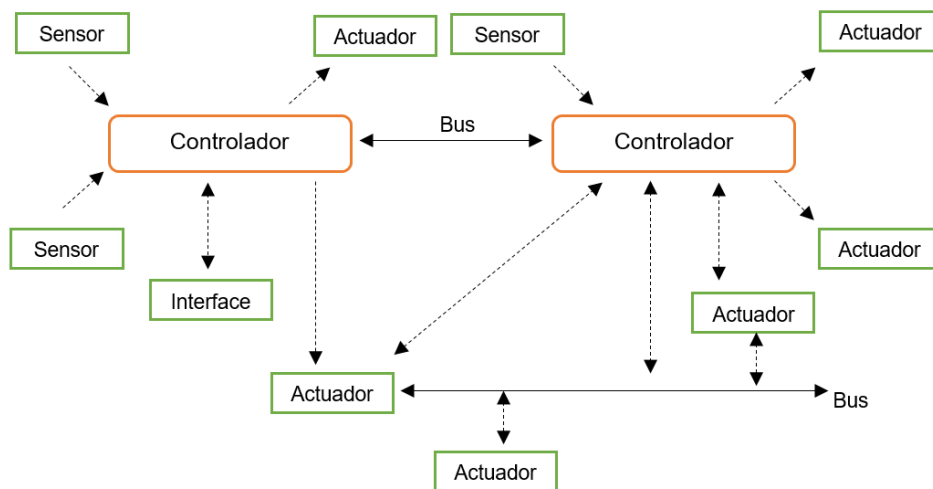 Sensor
Actuador
Sensor
Actuador
Controlador
Bus
Controlador
Sensor
Actuador
Interface
Actuador
Actuador
Bus
Actuador